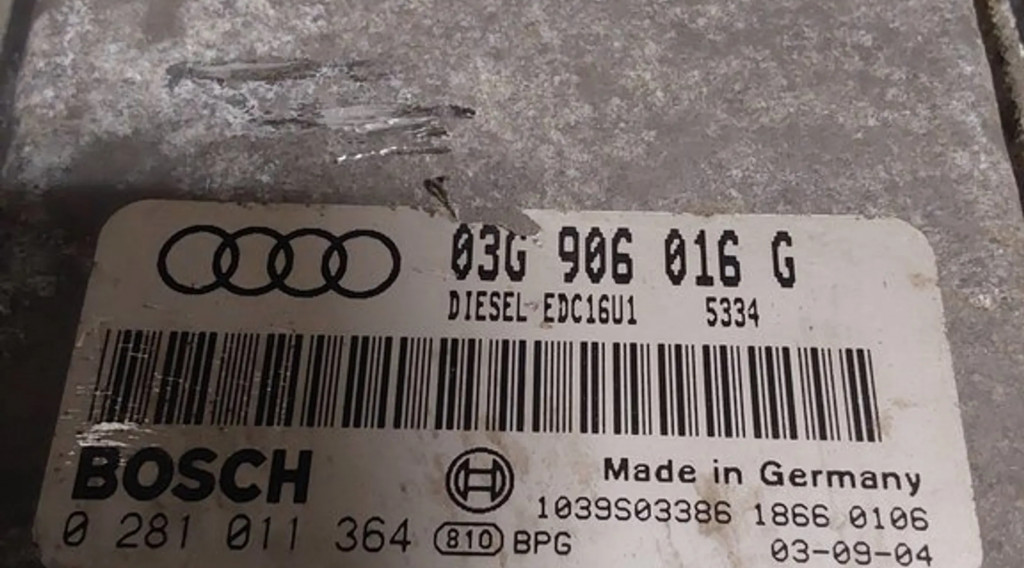 03G 906 016 G
DIESEL EDC16U1 5334
BOSCH
Made in Germany
1039S03386 1866 0106
0 281 011 364 810 BPG
03-09-04